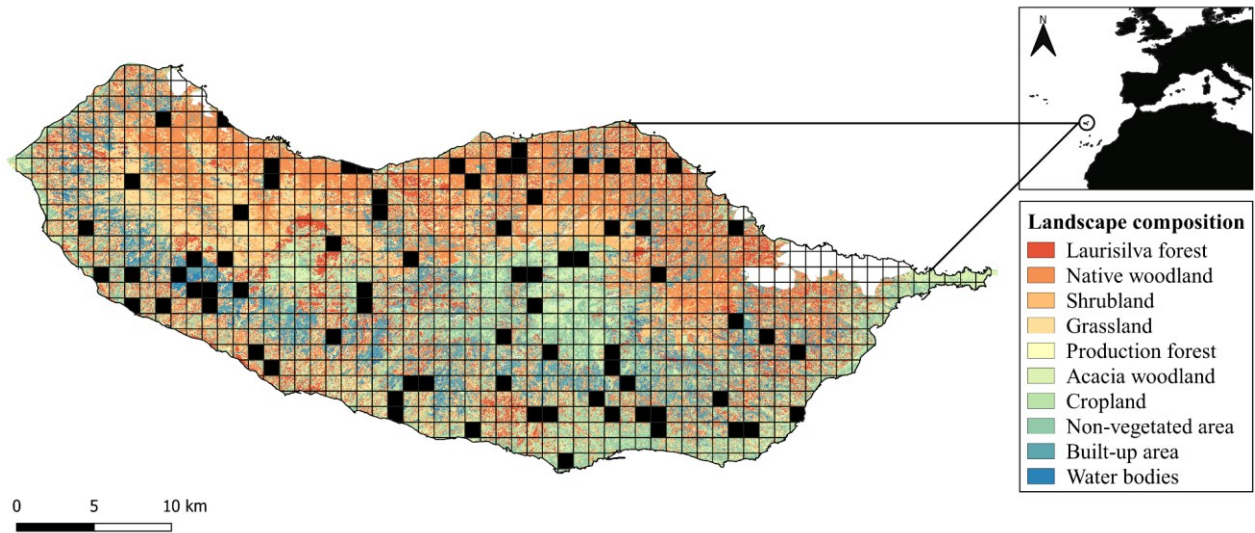 N
Landscape composition
Laurisilva forest
Native woodland
Shrubland
Grassland
Production forest
Acacia woodland
Cropland
Non-vegetated area
Built-up area
Water bodies
0 5 10 km